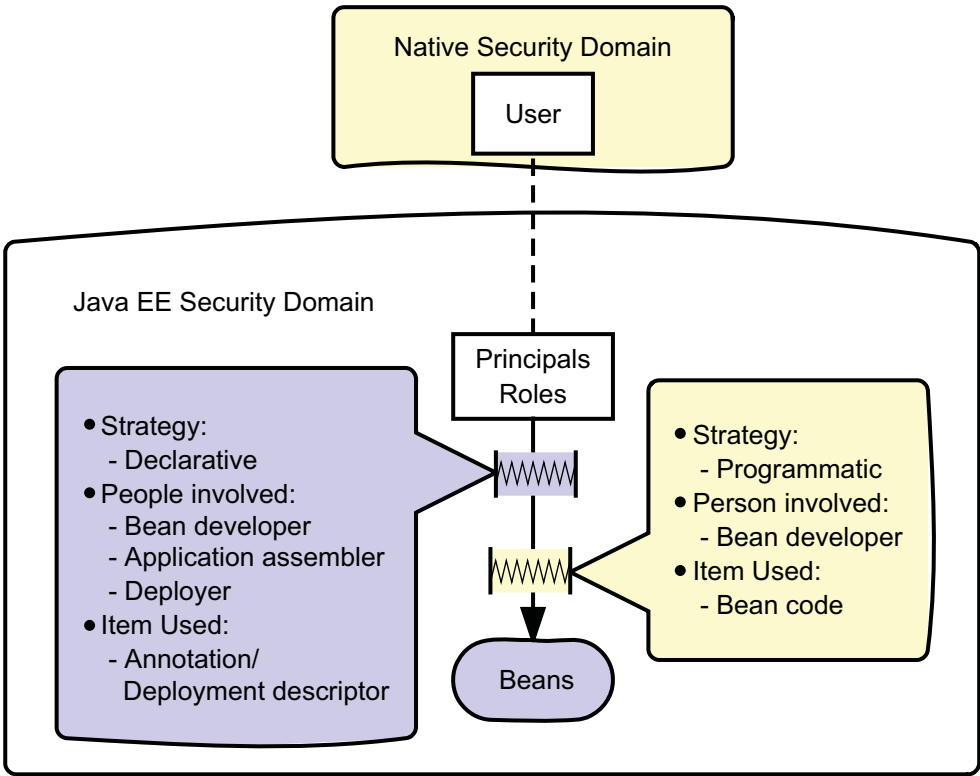 Native Security Domain
User
Java EE Security Domain
Principals
Roles
• Strategy:
- Declarative
• People involved:
- Bean developer
- Application assembler
- Deployer
• Item Used:
- Annotation/
Deployment descriptor
• Strategy:
- Programmatic
• Person involved:
- Bean developer
• Item Used:
- Bean code
Beans